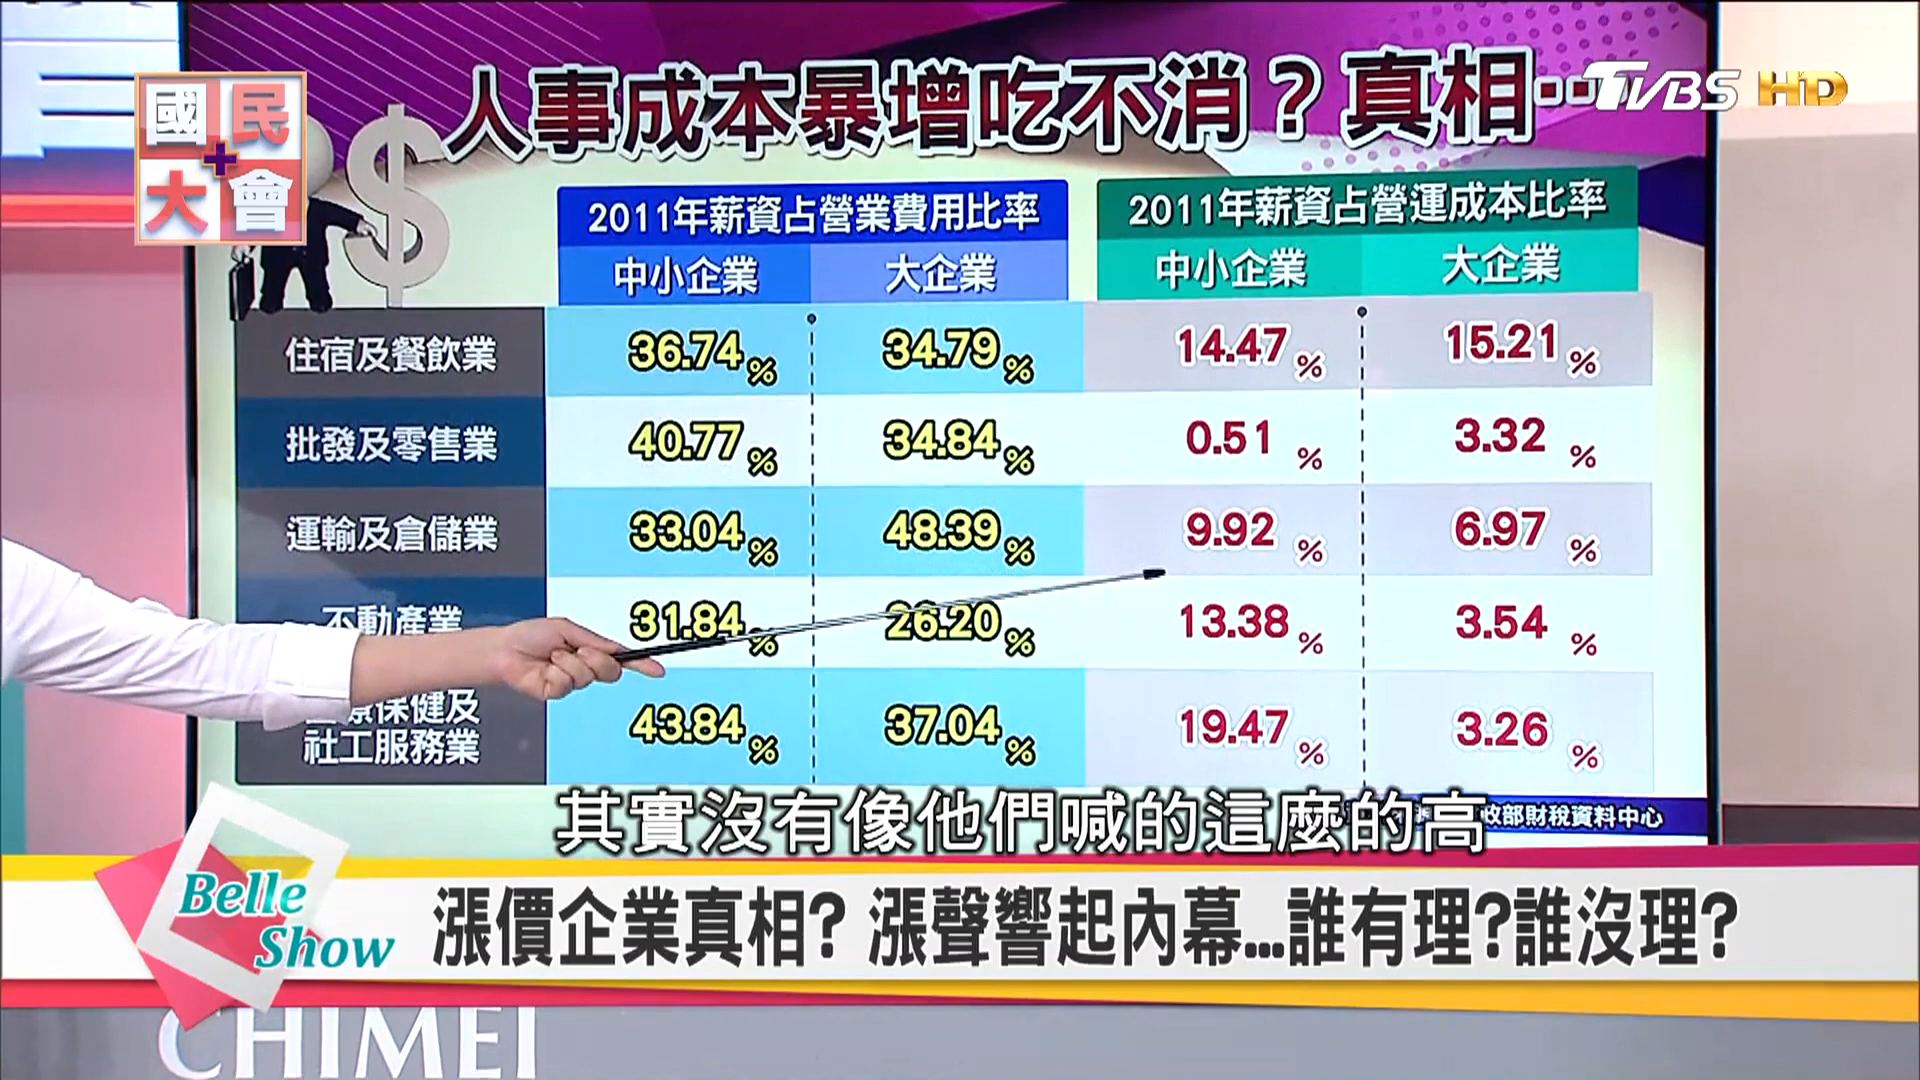 國民
大會
人事成本暴增吃不消？真相…
TVBS HD
2011年薪資占營業費用比率
2011年薪資占營運成本比率
中小企業 大企業 中小企業 大企業
住宿及餐飲業 36.74% 34.79% 14.47% 15.21%
批發及零售業 40.77% 34.84% 0.51% 3.32%
運輸及倉儲業 33.04% 48.39% 9.92% 6.97%
不動產業 31.84% 26.20% 13.38% 3.54%
保健及
社工服務業 43.84% 37.04% 19.47% 3.26%
政部財稅資料中心
其實沒有像他們喊的這麼的高
Belle
Show
漲價企業真相? 漲聲響起內幕...誰有理?誰沒理?
CHIMEI